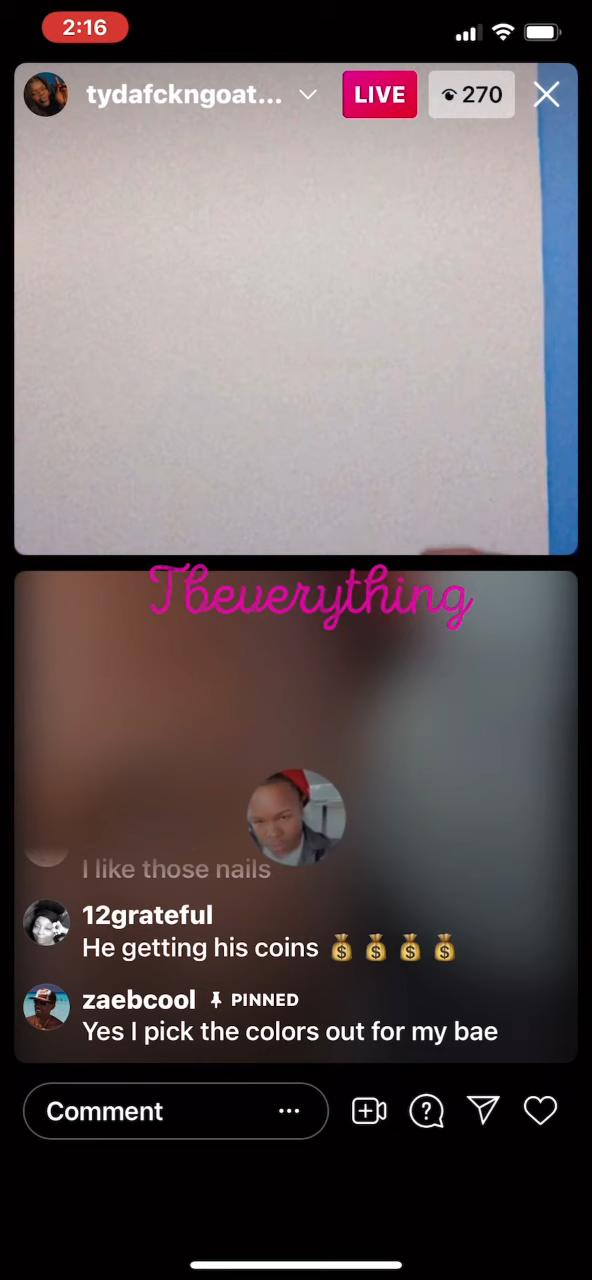 2:16
tydafckngoat...
LIVE
270
Tbeverything
I like those nails
12grateful
He getting his coins 💰 💰 💰 💰
zaebcool PINNED
Yes I pick the colors out for my bae
Comment